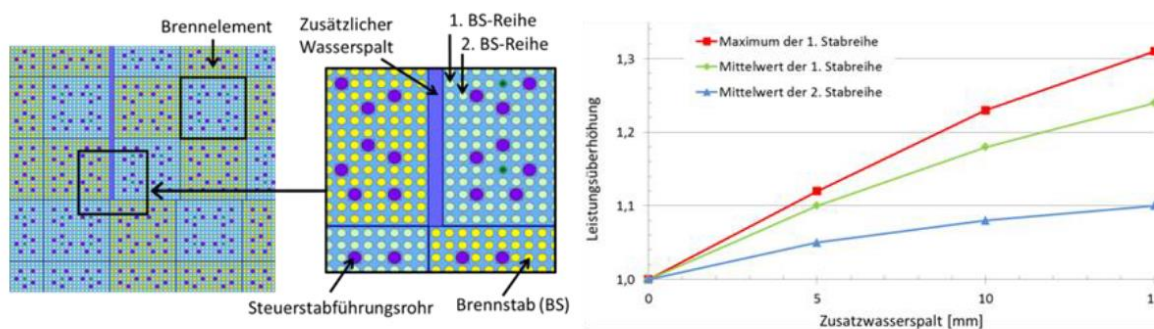 Brennelement
Zusätzlicher
Wasserspalt
1. BS-Reihe
2. BS-Reihe
Steuerstabführungsrohr
Brennstab (BS)
Maximum der 1. Stabreihe
Mittelwert der 1. Stabreihe
Mittelwert der 2. Stabreihe
Leistungsüberhöhung
1,3
1,2
1,1
1,0
0
5
10
Zusatzwasserspalt [mm]